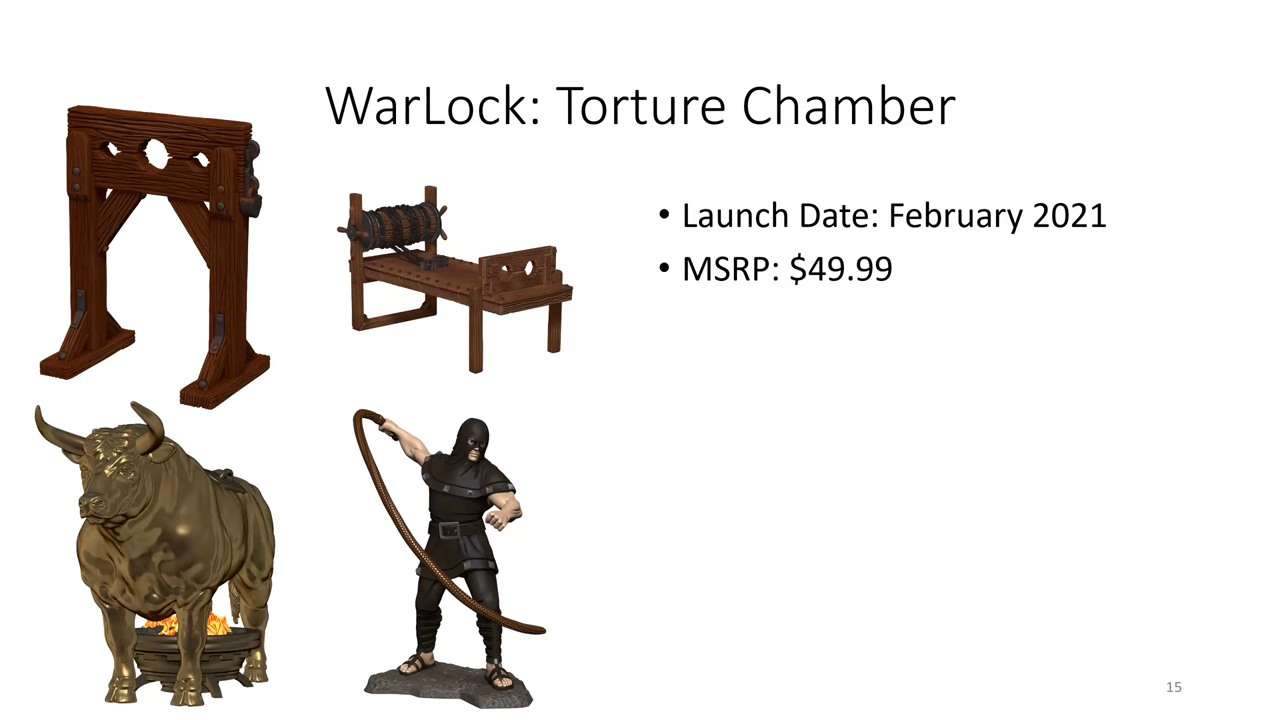 WarLock: Torture Chamber
• Launch Date: February 2021
• MSRP: $49.99
15